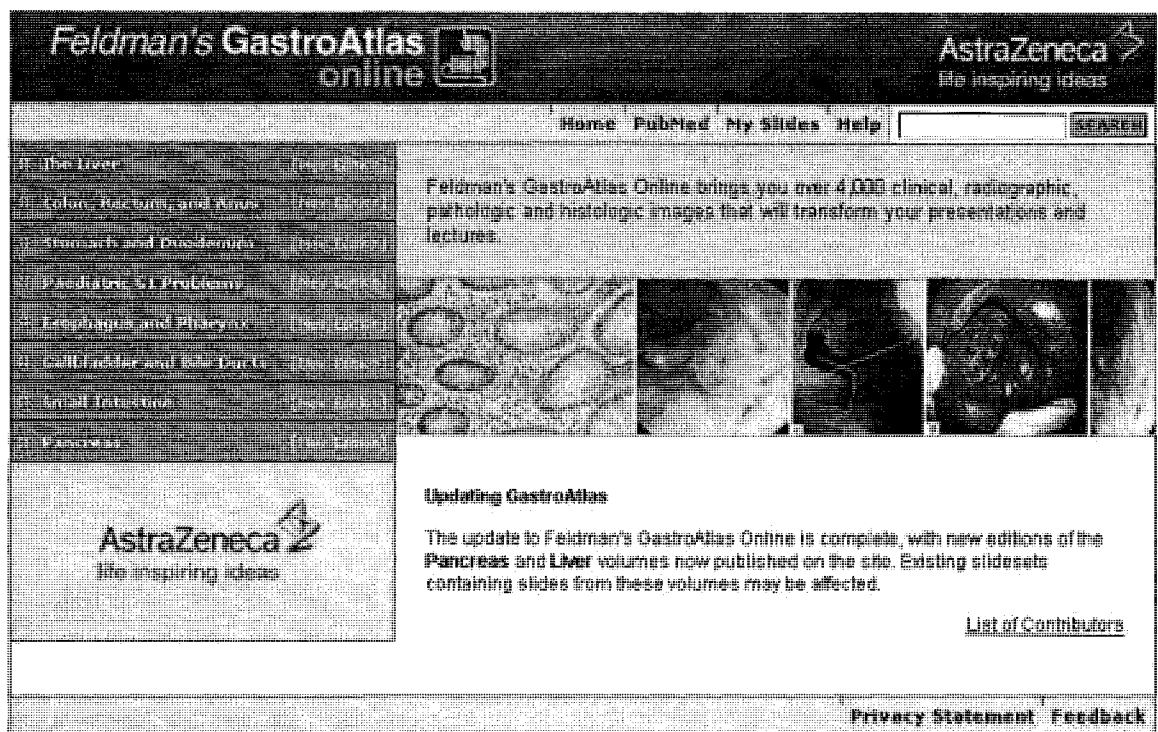 Feldman's GastroAtlas
online
AstraZeneca
life inspiring ideas
Home PubMed My Slides Help
SEARCH
The Liver
Colon, Rectum, and Anus
Stomach and Duodenum
Paediatric GI Problems
Esophagus and Pharynx
Gallbladder and Bile Ducts
Small Intestine
Pancreas
Feldman's GastroAtlas Online brings you over 4,000 clinical, radiographic,
pathologic and histologic images that will transform your presentations and
lectures.
AstraZeneca
life inspiring ideas
Updating GastroAtlas
The update to Feldman's GastroAtlas Online is complete, with new editions of the
Pancreas and Liver volumes now published on the site. Existing slidesets
containing slides from these volumes may be affected.
List of Contributors
Privacy Statement Feedback